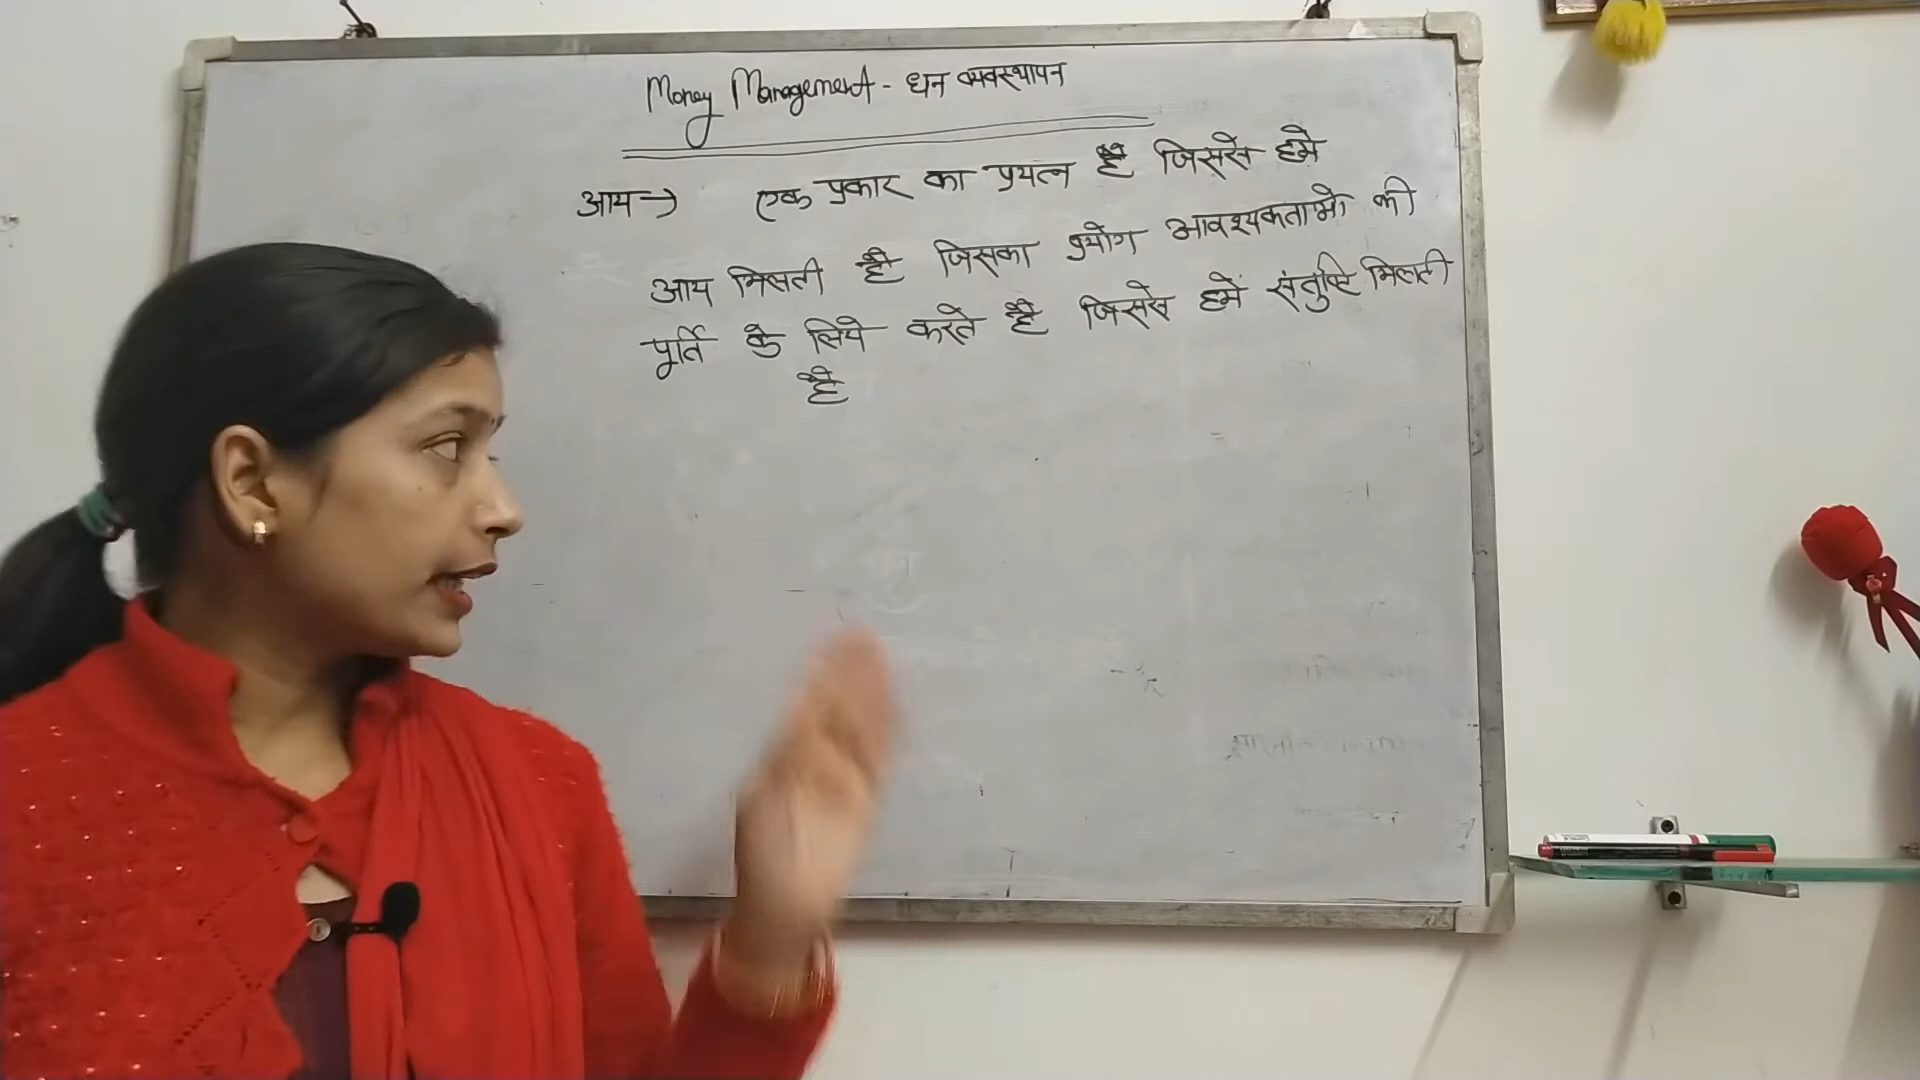 Money Management - धन व्यवस्थापन
आय → एक प्रकार का प्रयत्न है जिससे हमे
आय मिलती है जिसका प्रयोग आवश्यकताओ की
पूर्ति के लिये करते है जिससे हमें संतुष्टि मिलती
है